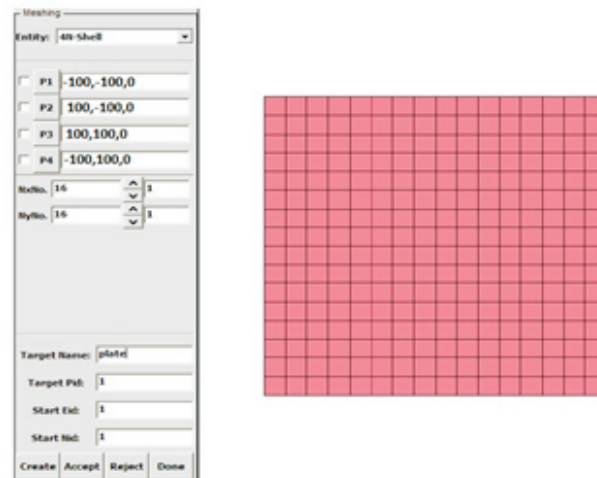 Meshing
Entity: 4N-Shell
P1 -100,-100,0
P2 100,-100,0
P3 100,100,0
P4 -100,100,0
NxNo. 16 1
NyNo. 16 1
Target Name: plate
Target Pid: 1
Start Eid: 1
Start Nid: 1
Create Accept Reject Done